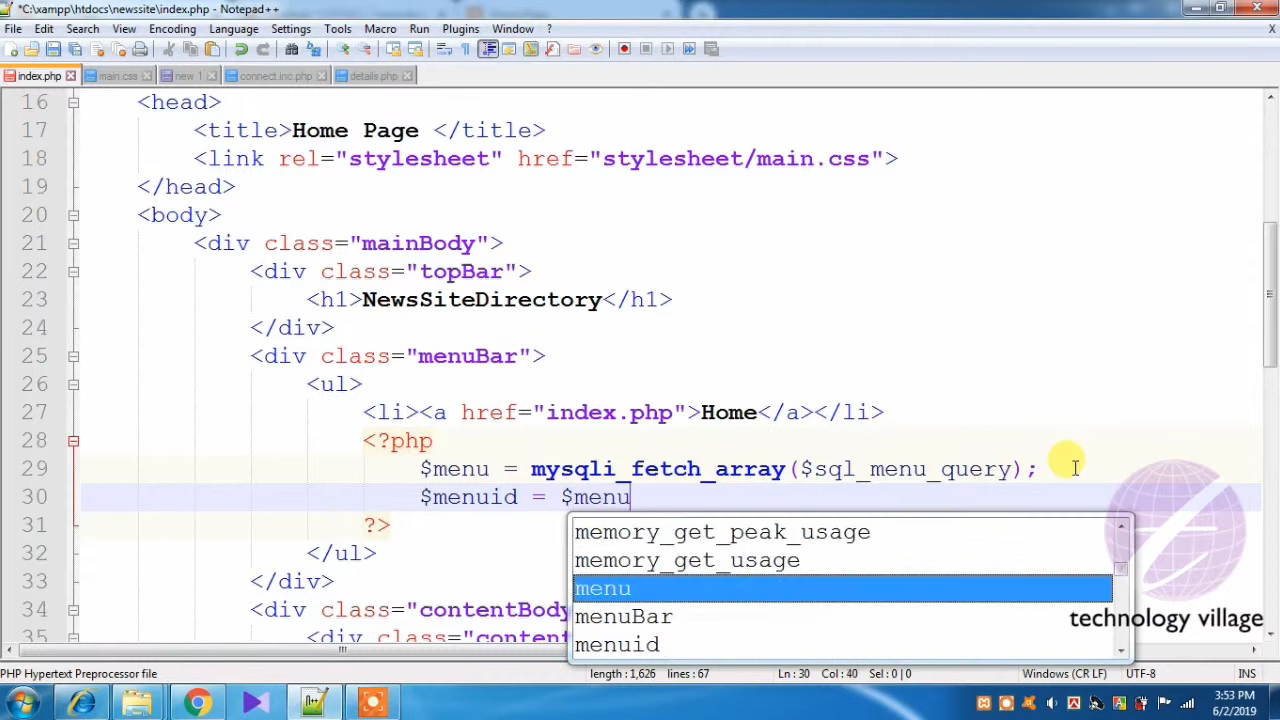 *C:\xampp\htdocs\newssite\index.php - Notepad++
File Edit Search View Encoding Language Settings Tools Macro Run Plugins Window ? X
index.php main.css new 1 connect.inc.php details.php
16 <head>
17 <title>Home Page </title>
18 <link rel="stylesheet" href="stylesheet/main.css">
19 </head>
20 <body>
21 <div class="mainBody">
22 <div class="topBar">
23 <h1>NewsSiteDirectory</h1>
24 </div>
25 <div class="menuBar">
26 <ul>
27 <li><a href="index.php">Home</a></li>
28 <?php
29 $menu = mysqli_fetch_array($sql_menu_query);
30 $menuid = $menu
31 ?>
32 </ul>
33 </div>
34 <div class="contentBody
35 <div class="conten
memory_get_peak_usage
memory_get_usage
menu
menuBar
menuid
technology village
PHP Hypertext Preprocessor file length : 1,626 lines : 67 Ln : 30 Col : 40 Sel : 0 | 0 Windows (CR LF) UTF-8 INS
3:53 PM
6/2/2019